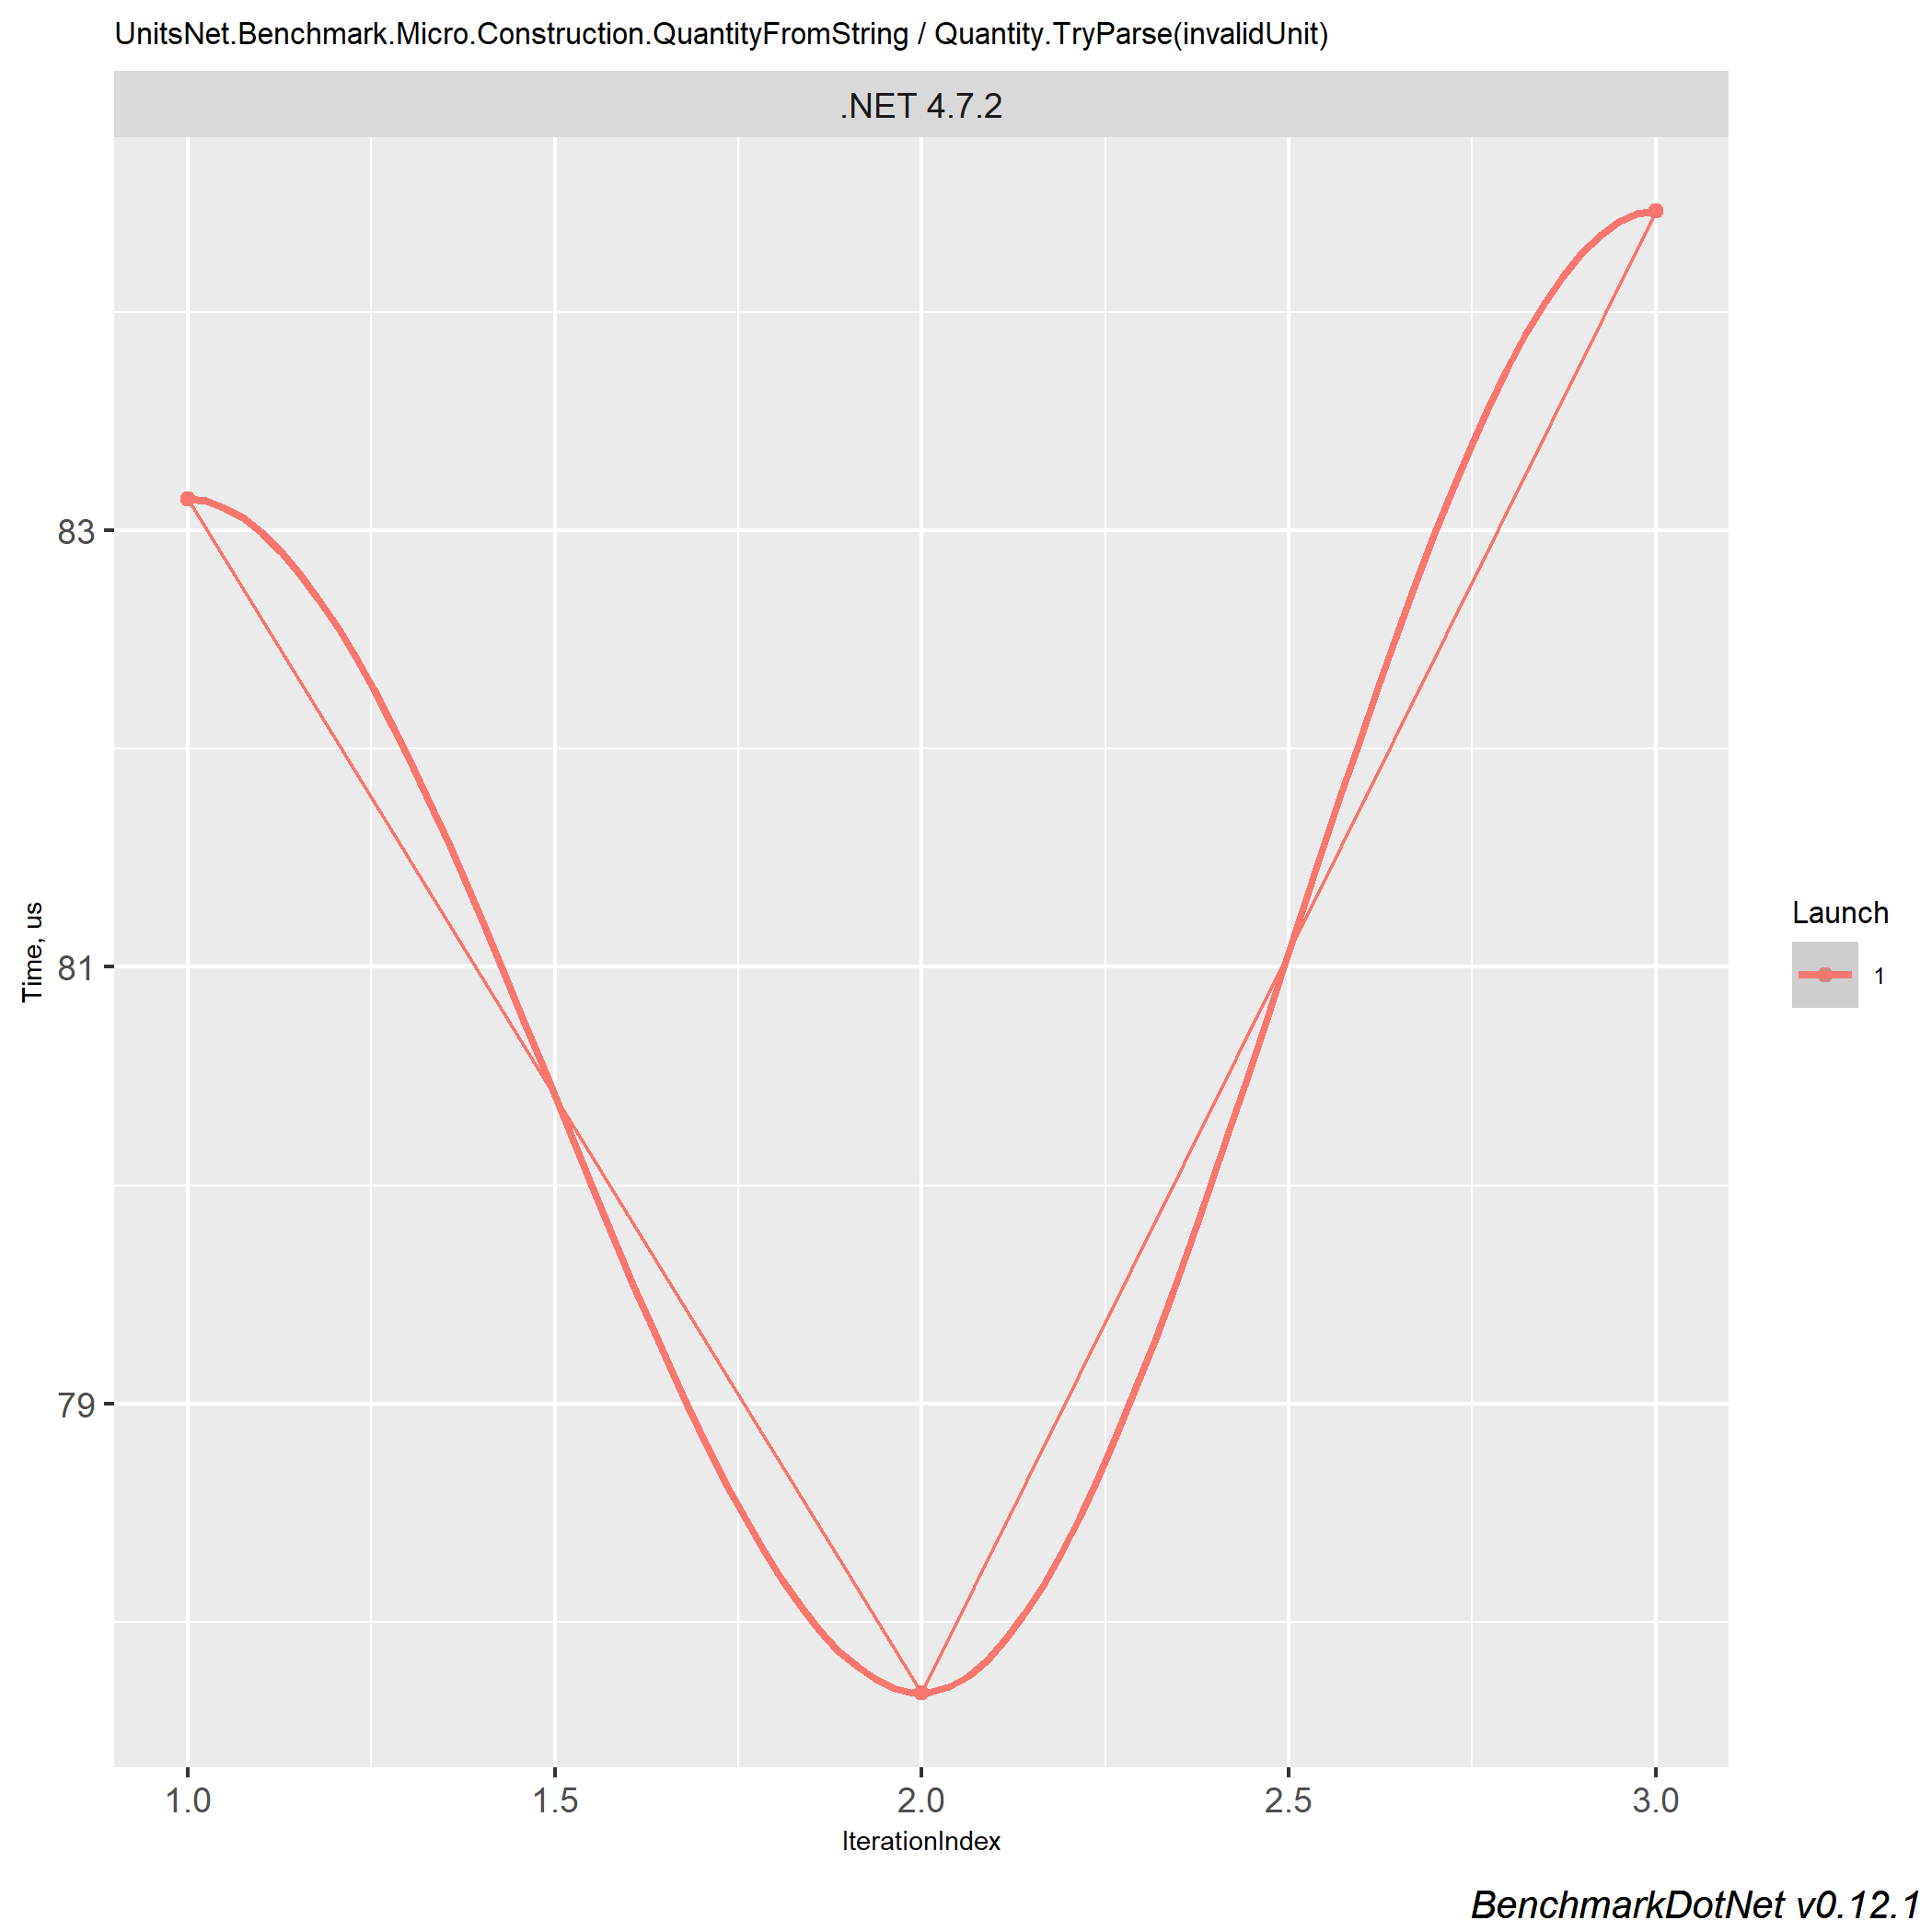 UnitsNet.Benchmark.Micro.Construction.QuantityFromString / Quantity.TryParse(invalidUnit)
.NET 4.7.2
83
81
79
Time, us
1.0 1.5 2.0 2.5 3.0
IterationIndex
Launch
1
BenchmarkDotNet v0.12.1